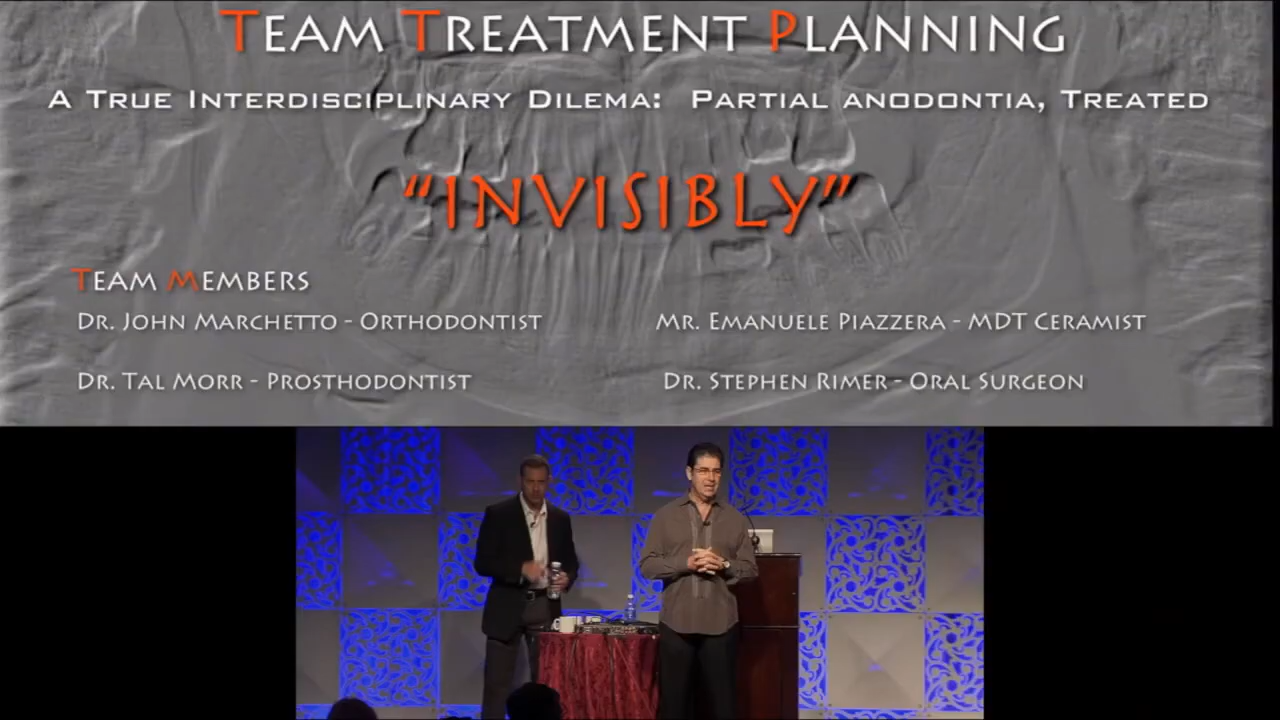 TEAM TREATMENT PLANNING
A TRUE INTERDISCIPLINARY DILEMA: PARTIAL ANODONTIA, TREATED
“INVISIBLY”
TEAM MEMBERS
DR. JOHN MARCHETTO - ORTHODONTIST
MR. EMANUELE PIAZZERA - MDT CERAMIST
DR. TAL MORR - PROSTHODONTIST
DR. STEPHEN RIMER - ORAL SURGEON